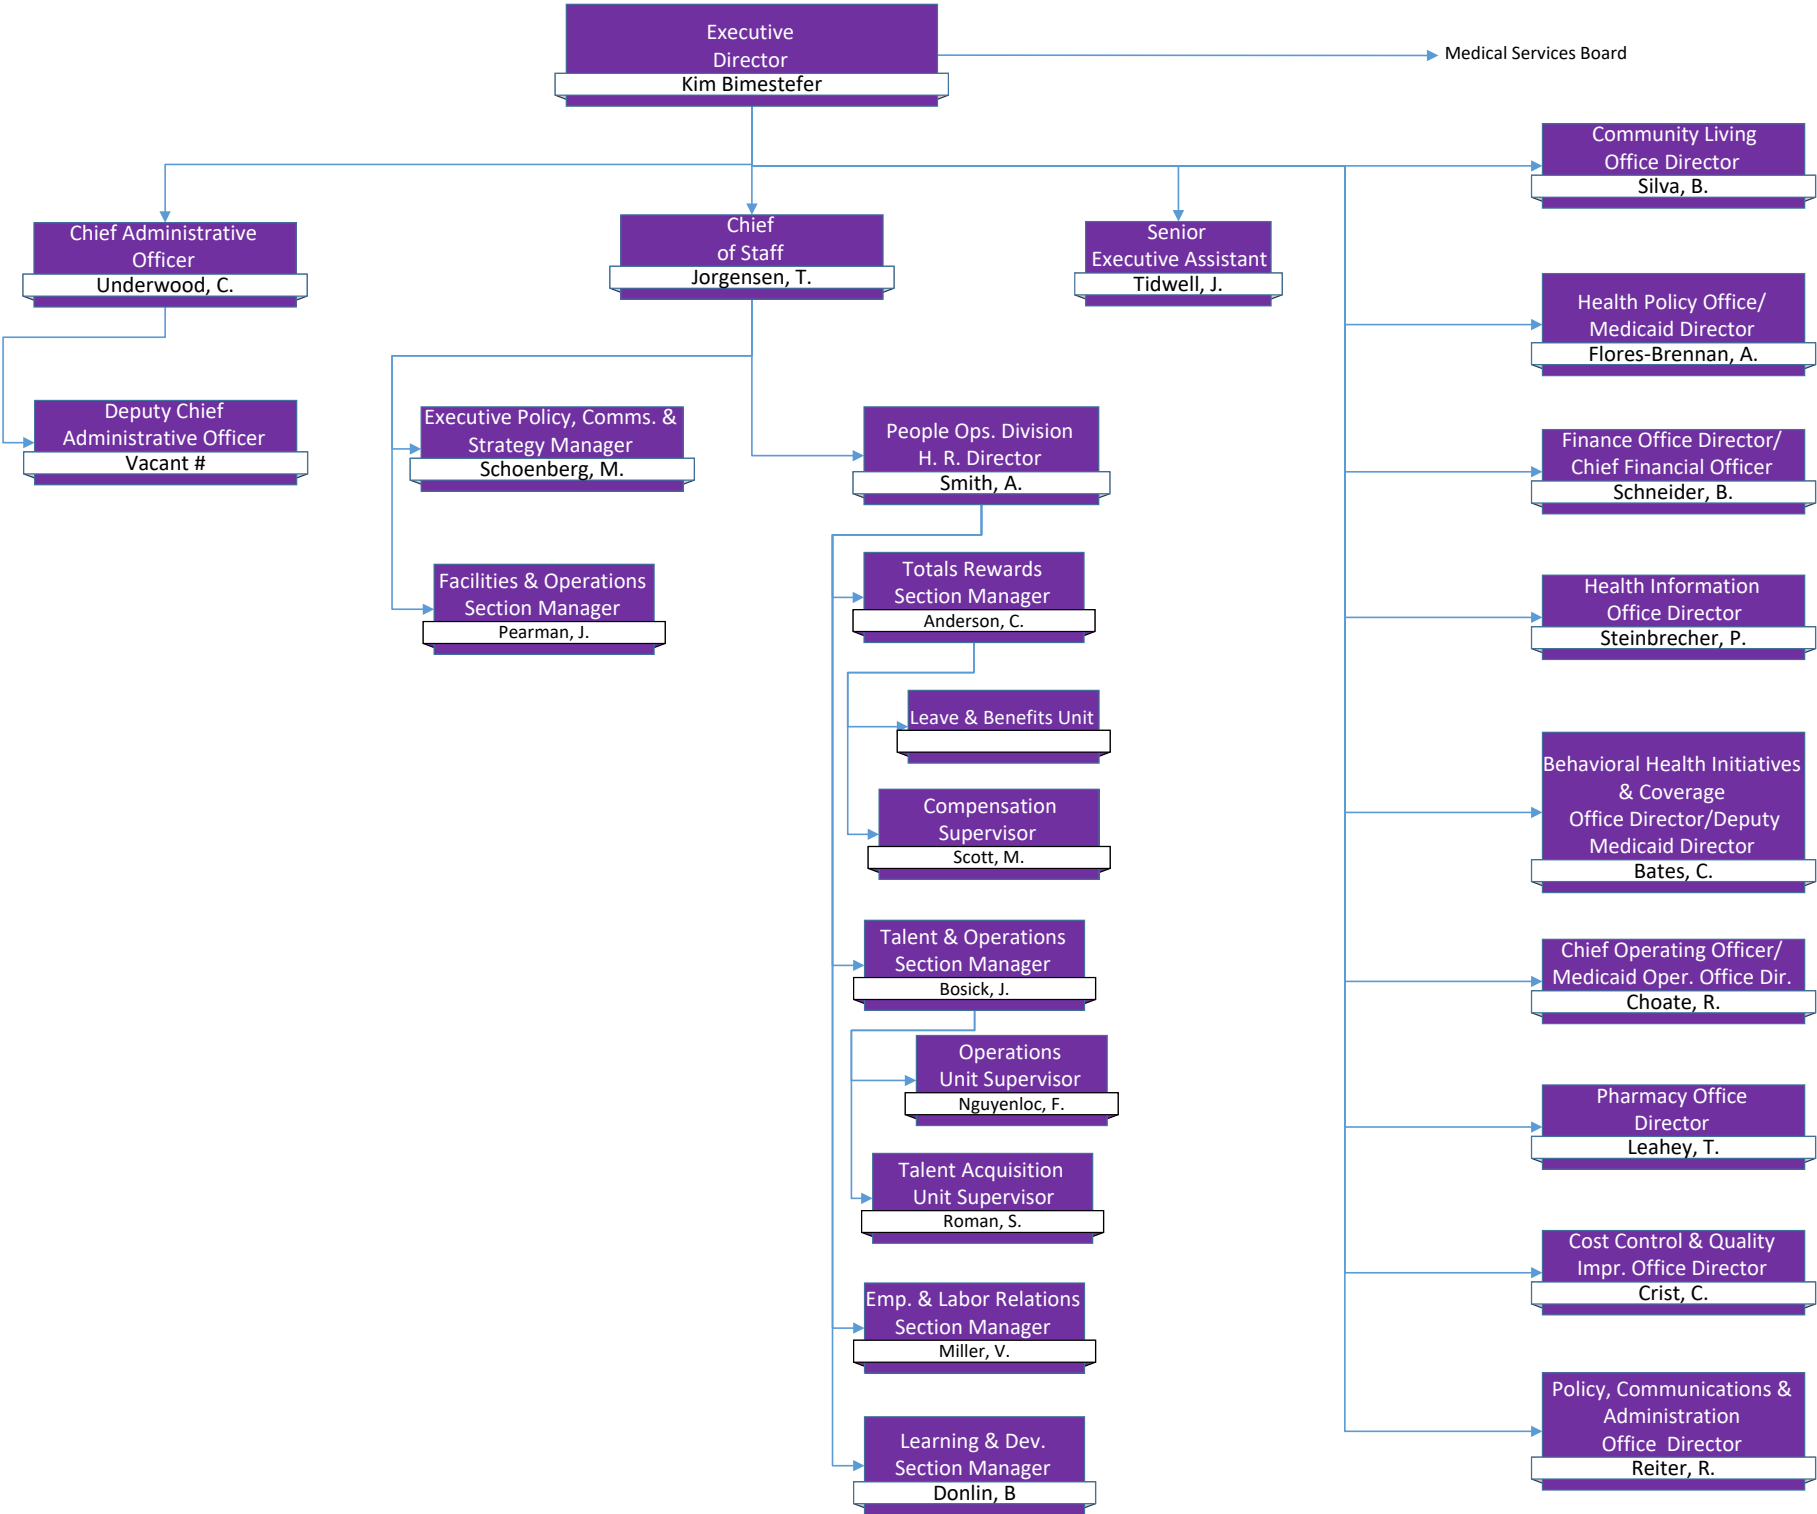 Executive
Director
Kim Bimestefer
Medical Services Board
Chief Administrative
Officer
Underwood, C.
Deputy Chief
Administrative Officer
Vacant #
Chief
of Staff
Jorgensen, T.
Senior
Executive Assistant
Tidwell, J.
Executive Policy, Comms. &
Strategy Manager
Schoenberg, M.
Facilities & Operations
Section Manager
Pearman, J.
People Ops. Division
H. R. Director
Smith, A.
Totals Rewards
Section Manager
Anderson, C.
Leave & Benefits Unit
Compensation
Supervisor
Scott, M.
Talent & Operations
Section Manager
Bosick, J.
Operations
Unit Supervisor
Nguyenloc, F.
Talent Acquisition
Unit Supervisor
Roman, S.
Emp. & Labor Relations
Section Manager
Miller, V.
Learning & Dev.
Section Manager
Donlin, B
Community Living
Office Director
Silva, B.
Health Policy Office/
Medicaid Director
Flores-Brennan, A.
Finance Office Director/
Chief Financial Officer
Schneider, B.
Health Information
Office Director
Steinbrecher, P.
Behavioral Health Initiatives
& Coverage
Office Director/Deputy
Medicaid Director
Bates, C.
Chief Operating Officer/
Medicaid Oper. Office Dir.
Choate, R.
Pharmacy Office
Director
Leahey, T.
Cost Control & Quality
Impr. Office Director
Crist, C.
Policy, Communications &
Administration
Office Director
Reiter, R.